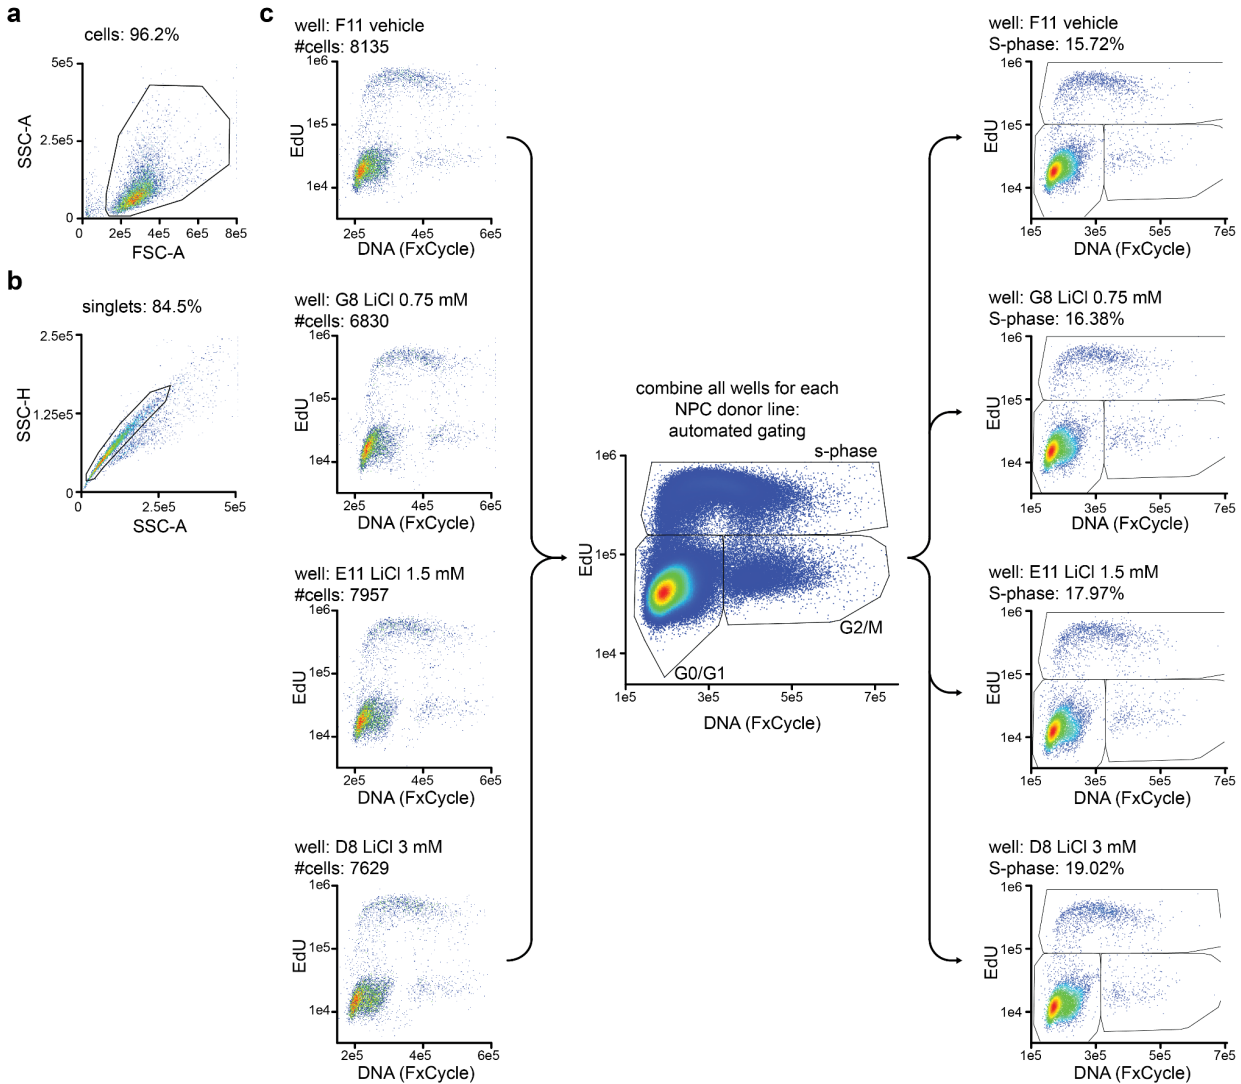 a
cells: 96.2%
5e5
2.5e5
0
SSC-A
0 2e5 4e5 6e5 8e5
FSC-A
b
singlets: 84.5%
2.5e5
1.25e5
0
SSC-H
0 2.5e5 5e5
SSC-A
c
well: F11 vehicle
#cells: 8135
1e6
1e5
1e4
EdU
2e5 4e5 6e5
DNA (FxCycle)
well: G8 LiCl 0.75 mM
#cells: 6830
1e6
1e5
1e4
EdU
2e5 4e5 6e5
DNA (FxCycle)
well: E11 LiCl 1.5 mM
#cells: 7957
1e6
1e5
1e4
EdU
2e5 4e5 6e5
DNA (FxCycle)
well: D8 LiCl 3 mM
#cells: 7629
1e6
1e5
1e4
EdU
2e5 4e5 6e5
DNA (FxCycle)
combine all wells for each
NPC donor line:
automated gating
s-phase
1e6
1e5
1e4
EdU
G2/M
G0/G1
1e5 3e5 5e5 7e5
DNA (FxCycle)
well: F11 vehicle
S-phase: 15.72%
1e6
1e5
1e4
EdU
1e5 3e5 5e5 7e5
DNA (FxCycle)
well: G8 LiCl 0.75 mM
S-phase: 16.38%
1e6
1e5
1e4
EdU
1e5 3e5 5e5 7e5
DNA (FxCycle)
well: E11 LiCl 1.5 mM
S-phase: 17.97%
1e6
1e5
1e4
EdU
1e5 3e5 5e5 7e5
DNA (FxCycle)
well: D8 LiCl 3 mM
S-phase: 19.02%
1e6
1e5
1e4
EdU
1e5 3e5 5e5 7e5
DNA (FxCycle)